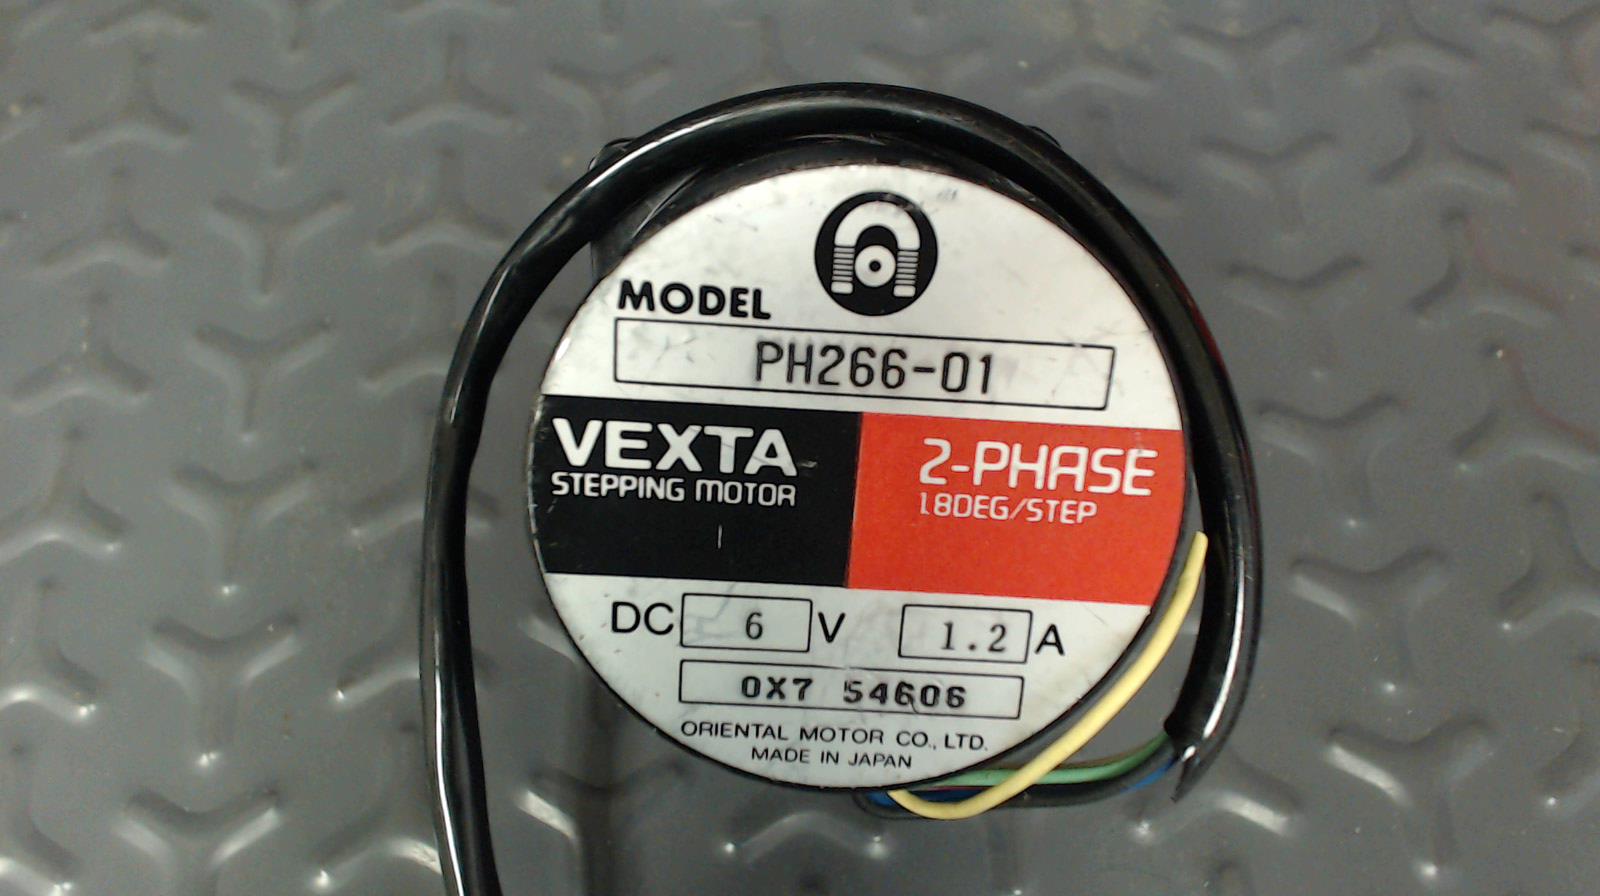 MODEL
PH266-01
VEXTA
STEPPING MOTOR
2-PHASE
1.8DEG/STEP
DC 6 V 1.2 A
0X7 54606
ORIENTAL MOTOR CO., LTD.
MADE IN JAPAN